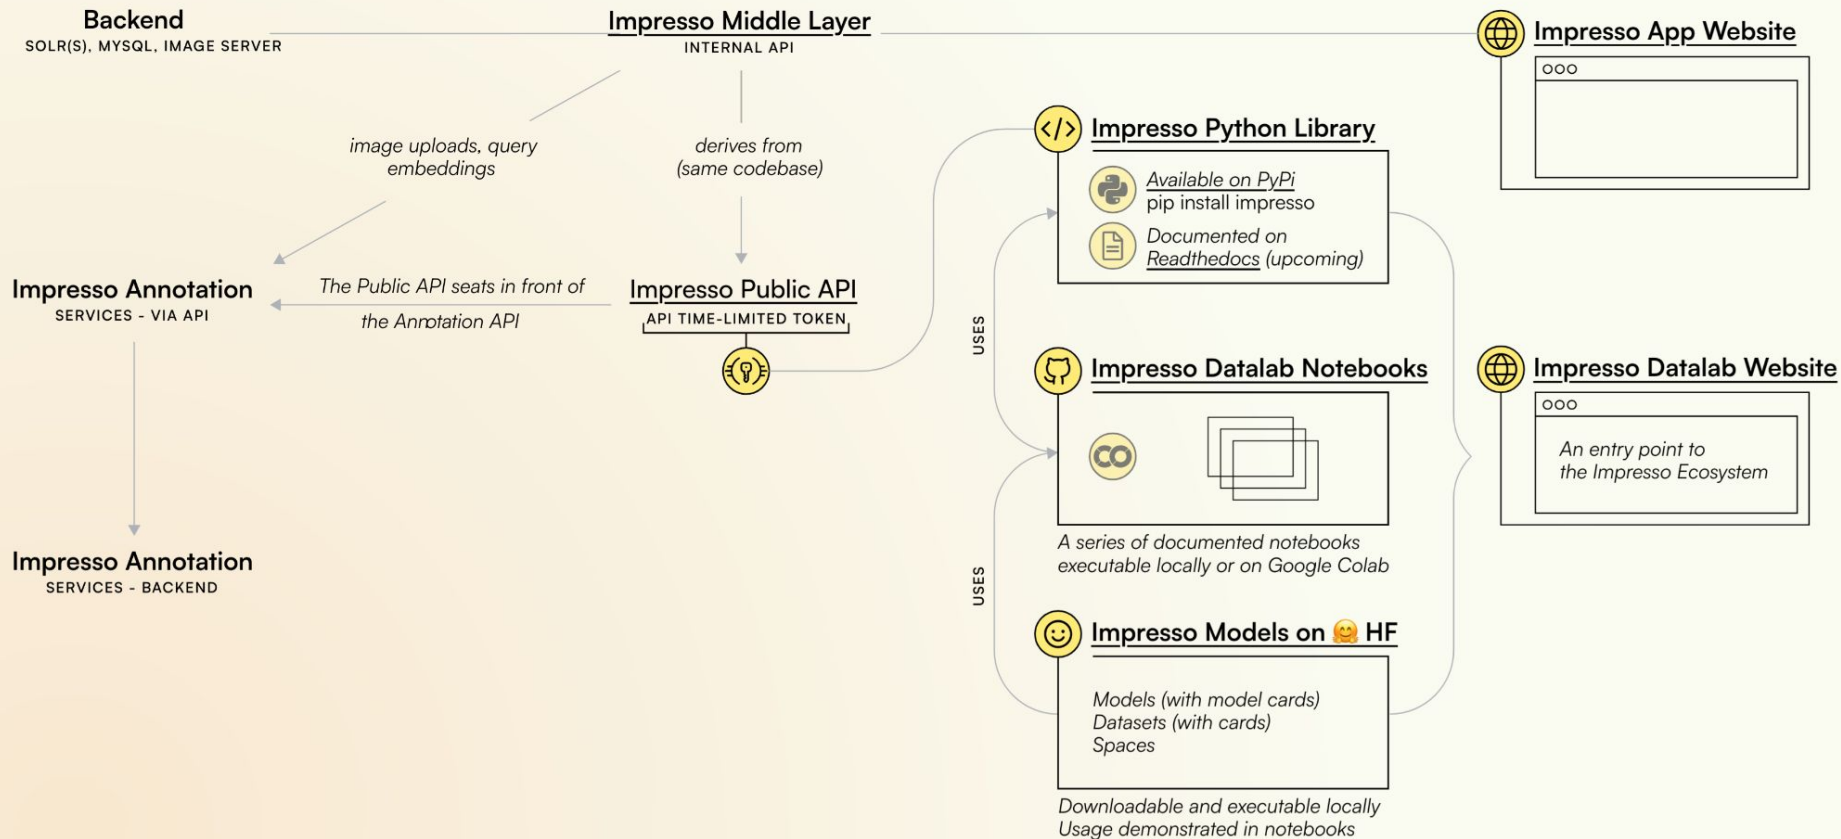 Backend
SOLR(S), MYSQL, IMAGE SERVER
Impresso Middle Layer
INTERNAL API
Impresso App Website
image uploads, query
embeddings
derives from
(same codebase)
Impresso Python Library
Available on PyPi
pip install impresso
Documented on
Readthedocs (upcoming)
Impresso Annotation
SERVICES - VIA API
The Public API seats in front of
the Annotation API
Impresso Public API
API TIME-LIMITED TOKEN
USES
Impresso Datalab Notebooks
CO
A series of documented notebooks
executable locally or on Google Colab
Impresso Datalab Website
An entry point to
the Impresso Ecosystem
Impresso Annotation
SERVICES - BACKEND
USES
Impresso Models on 🤗 HF
Models (with model cards)
Datasets (with cards)
Spaces
Downloadable and executable locally
Usage demonstrated in notebooks